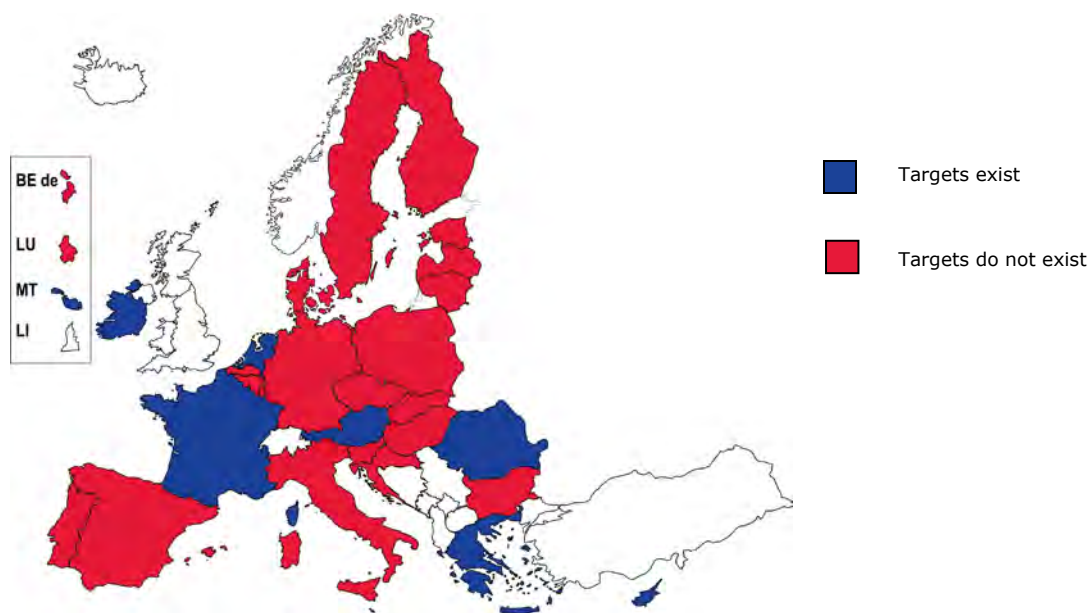 BE de
LU
MT
LI
Targets exist
Targets do not exist